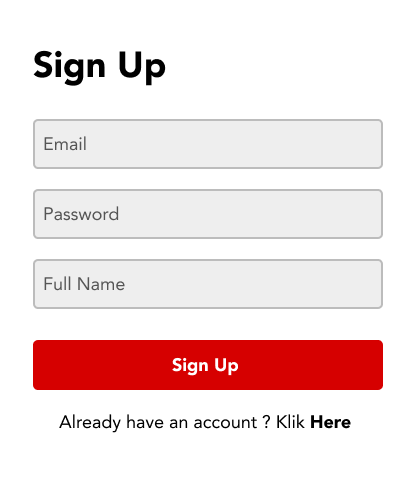 Sign Up
Email
Password
Full Name
Sign Up
Already have an account ? Klik Here